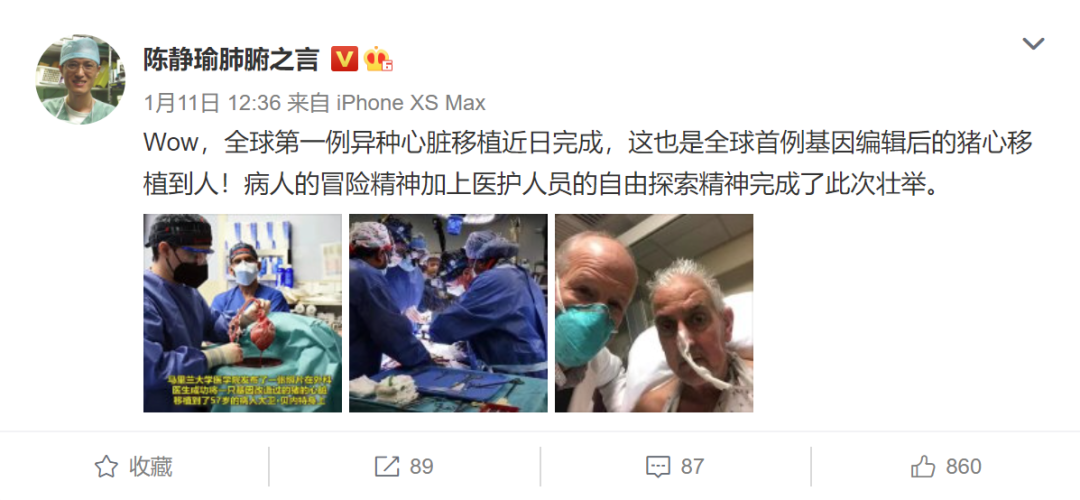 陈静瑜肺腑之言
1月11日 12:36 来自 iPhone XS Max
Wow，全球第一例异种心脏移植近日完成，这也是全球首例基因编辑后的猪心移
植到人！病人的冒险精神加上医护人员的自由探索精神完成了此次壮举。
马里兰大学医学院发布了一张照片在外科
医生成功将一只基因改造过的猪的心脏
移植到了57岁的病人大卫·贝内特身上
收藏
89
87
860